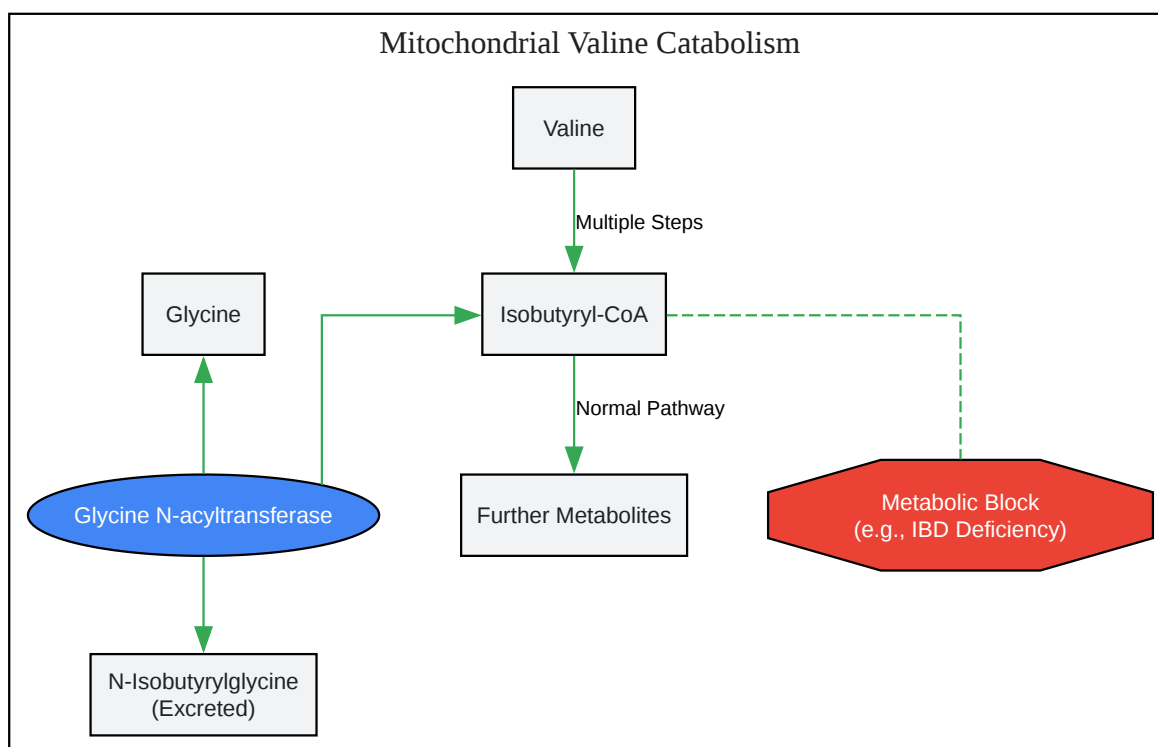 Mitochondrial Valine Catabolism
Valine
Multiple Steps
Glycine
Isobutyryl-CoA
Normal Pathway
Glycine N-acyltransferase
Further Metabolites
Metabolic Block
(e.g., IBD Deficiency)
N-Isobutyrylglycine
(Excreted)